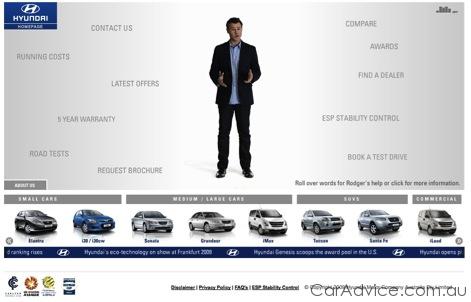 HYUNDAI
HOMEPAGE
CONTACT US
COMPARE
RUNNING COSTS
AWARDS
LATEST OFFERS
FIND A DEALER
5 YEAR WARRANTY
ESP STABILITY CONTROL
ROAD TESTS
BOOK A TEST DRIVE
REQUEST BROCHURE
ABOUT US
Roll over words for Rodger's help or click for more information.
SMALL CARS
MEDIUM / LARGE CARS
SUVS
COMMERCIAL
Elantra
i30 / i30cw
Sonata
Grandeur
iMax
Tucson
Santa Fe
iLoad
d ranking rises
Hyundai's eco-technology on show at Frankfurt 2009
Hyundai Genesis scoops the award pool in the U.S.
Hyundai opens pl
Disclaimer | Privacy Policy | FAQ's | ESP Stability Control
CarAdvice.com.au